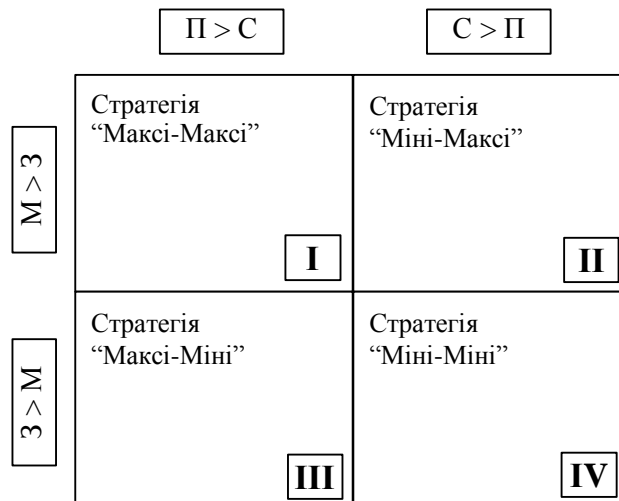 П > С
С > П
М > З
Стратегія
“Максі-Максі”
I
Стратегія
“Міні-Максі”
II
З > М
Стратегія
“Максі-Міні”
III
Стратегія
“Міні-Міні”
IV